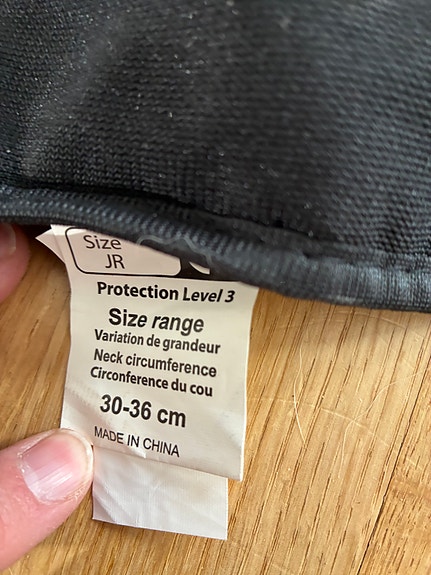 Size
JR
Protection Level 3
Size range
Variation de grandeur
Neck circumference
Circonference du cou
30-36 cm
MADE IN CHINA